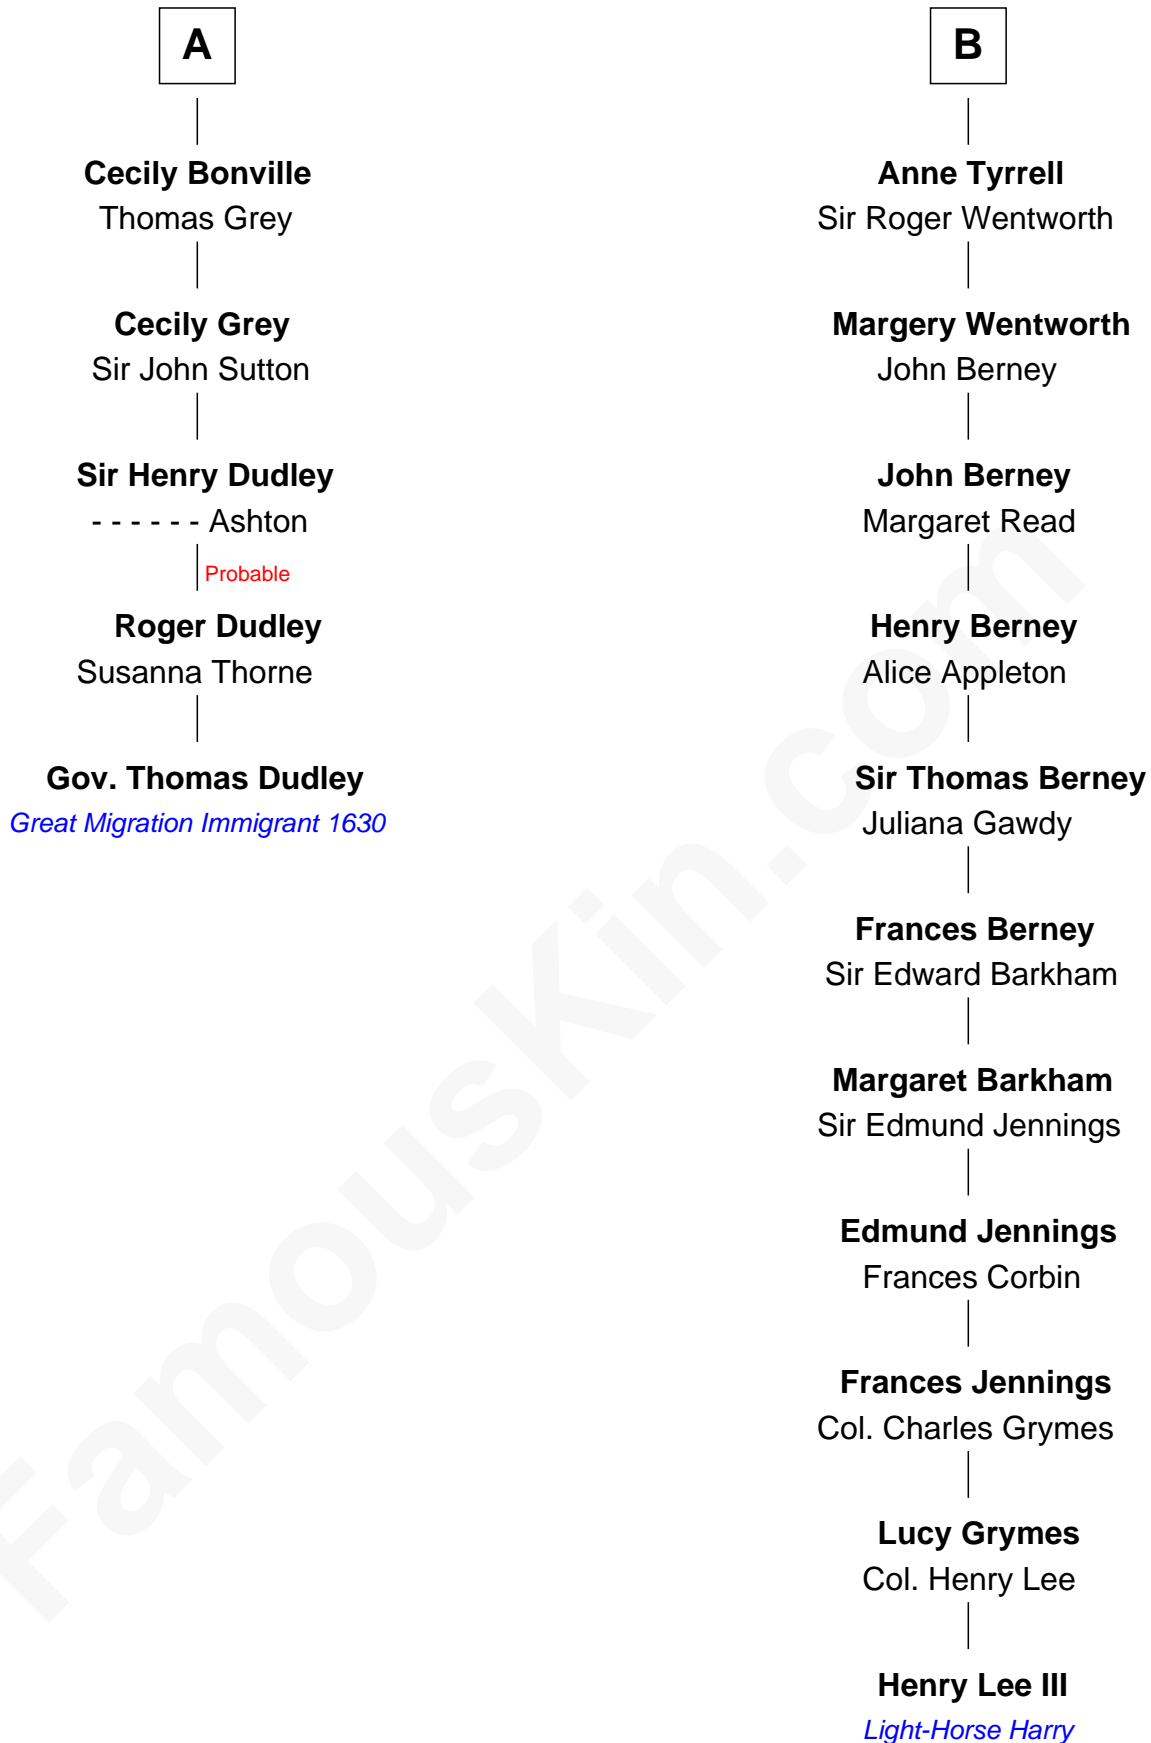 A
Cecily Bonville
Thomas Grey
Cecily Grey
Sir John Sutton
Sir Henry Dudley
- - - - - - Ashton
Probable
Roger Dudley
Susanna Thorne
Gov. Thomas Dudley
Great Migration Immigrant 1630
B
Anne Tyrrell
Sir Roger Wentworth
Margery Wentworth
John Berney
John Berney
Margaret Read
Henry Berney
Alice Appleton
Sir Thomas Berney
Juliana Gawdy
Frances Berney
Sir Edward Barkham
Margaret Barkham
Sir Edmund Jennings
Edmund Jennings
Frances Corbin
Frances Jennings
Col. Charles Grymes
Lucy Grymes
Col. Henry Lee
Henry Lee III
Light-Horse Harry
FamousKin.com